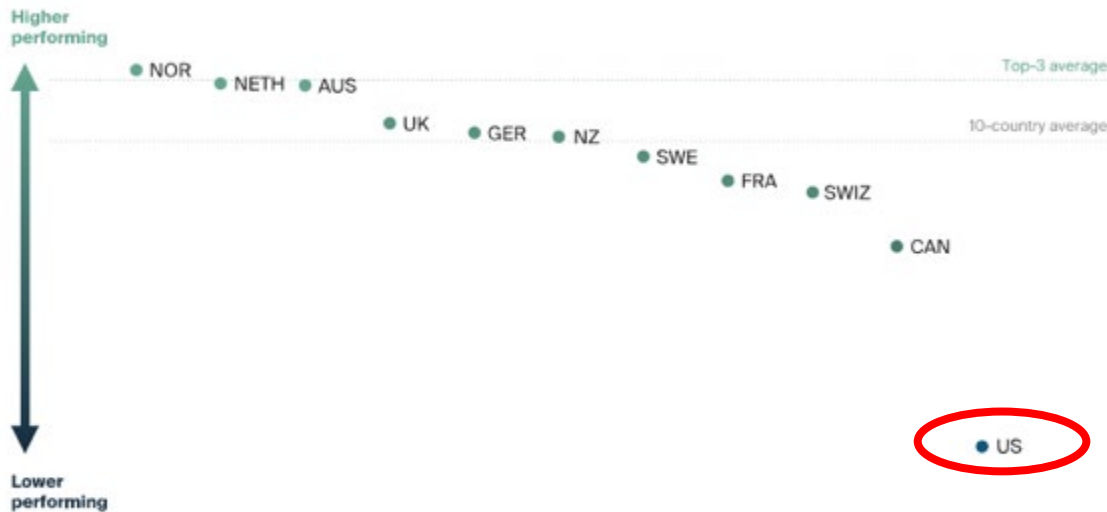 Higher
performing
NOR
Top-3 average
NETH
AUS
UK
10-country average
GER
NZ
SWE
FRA
SWIZ
CAN
US
Lower
performing